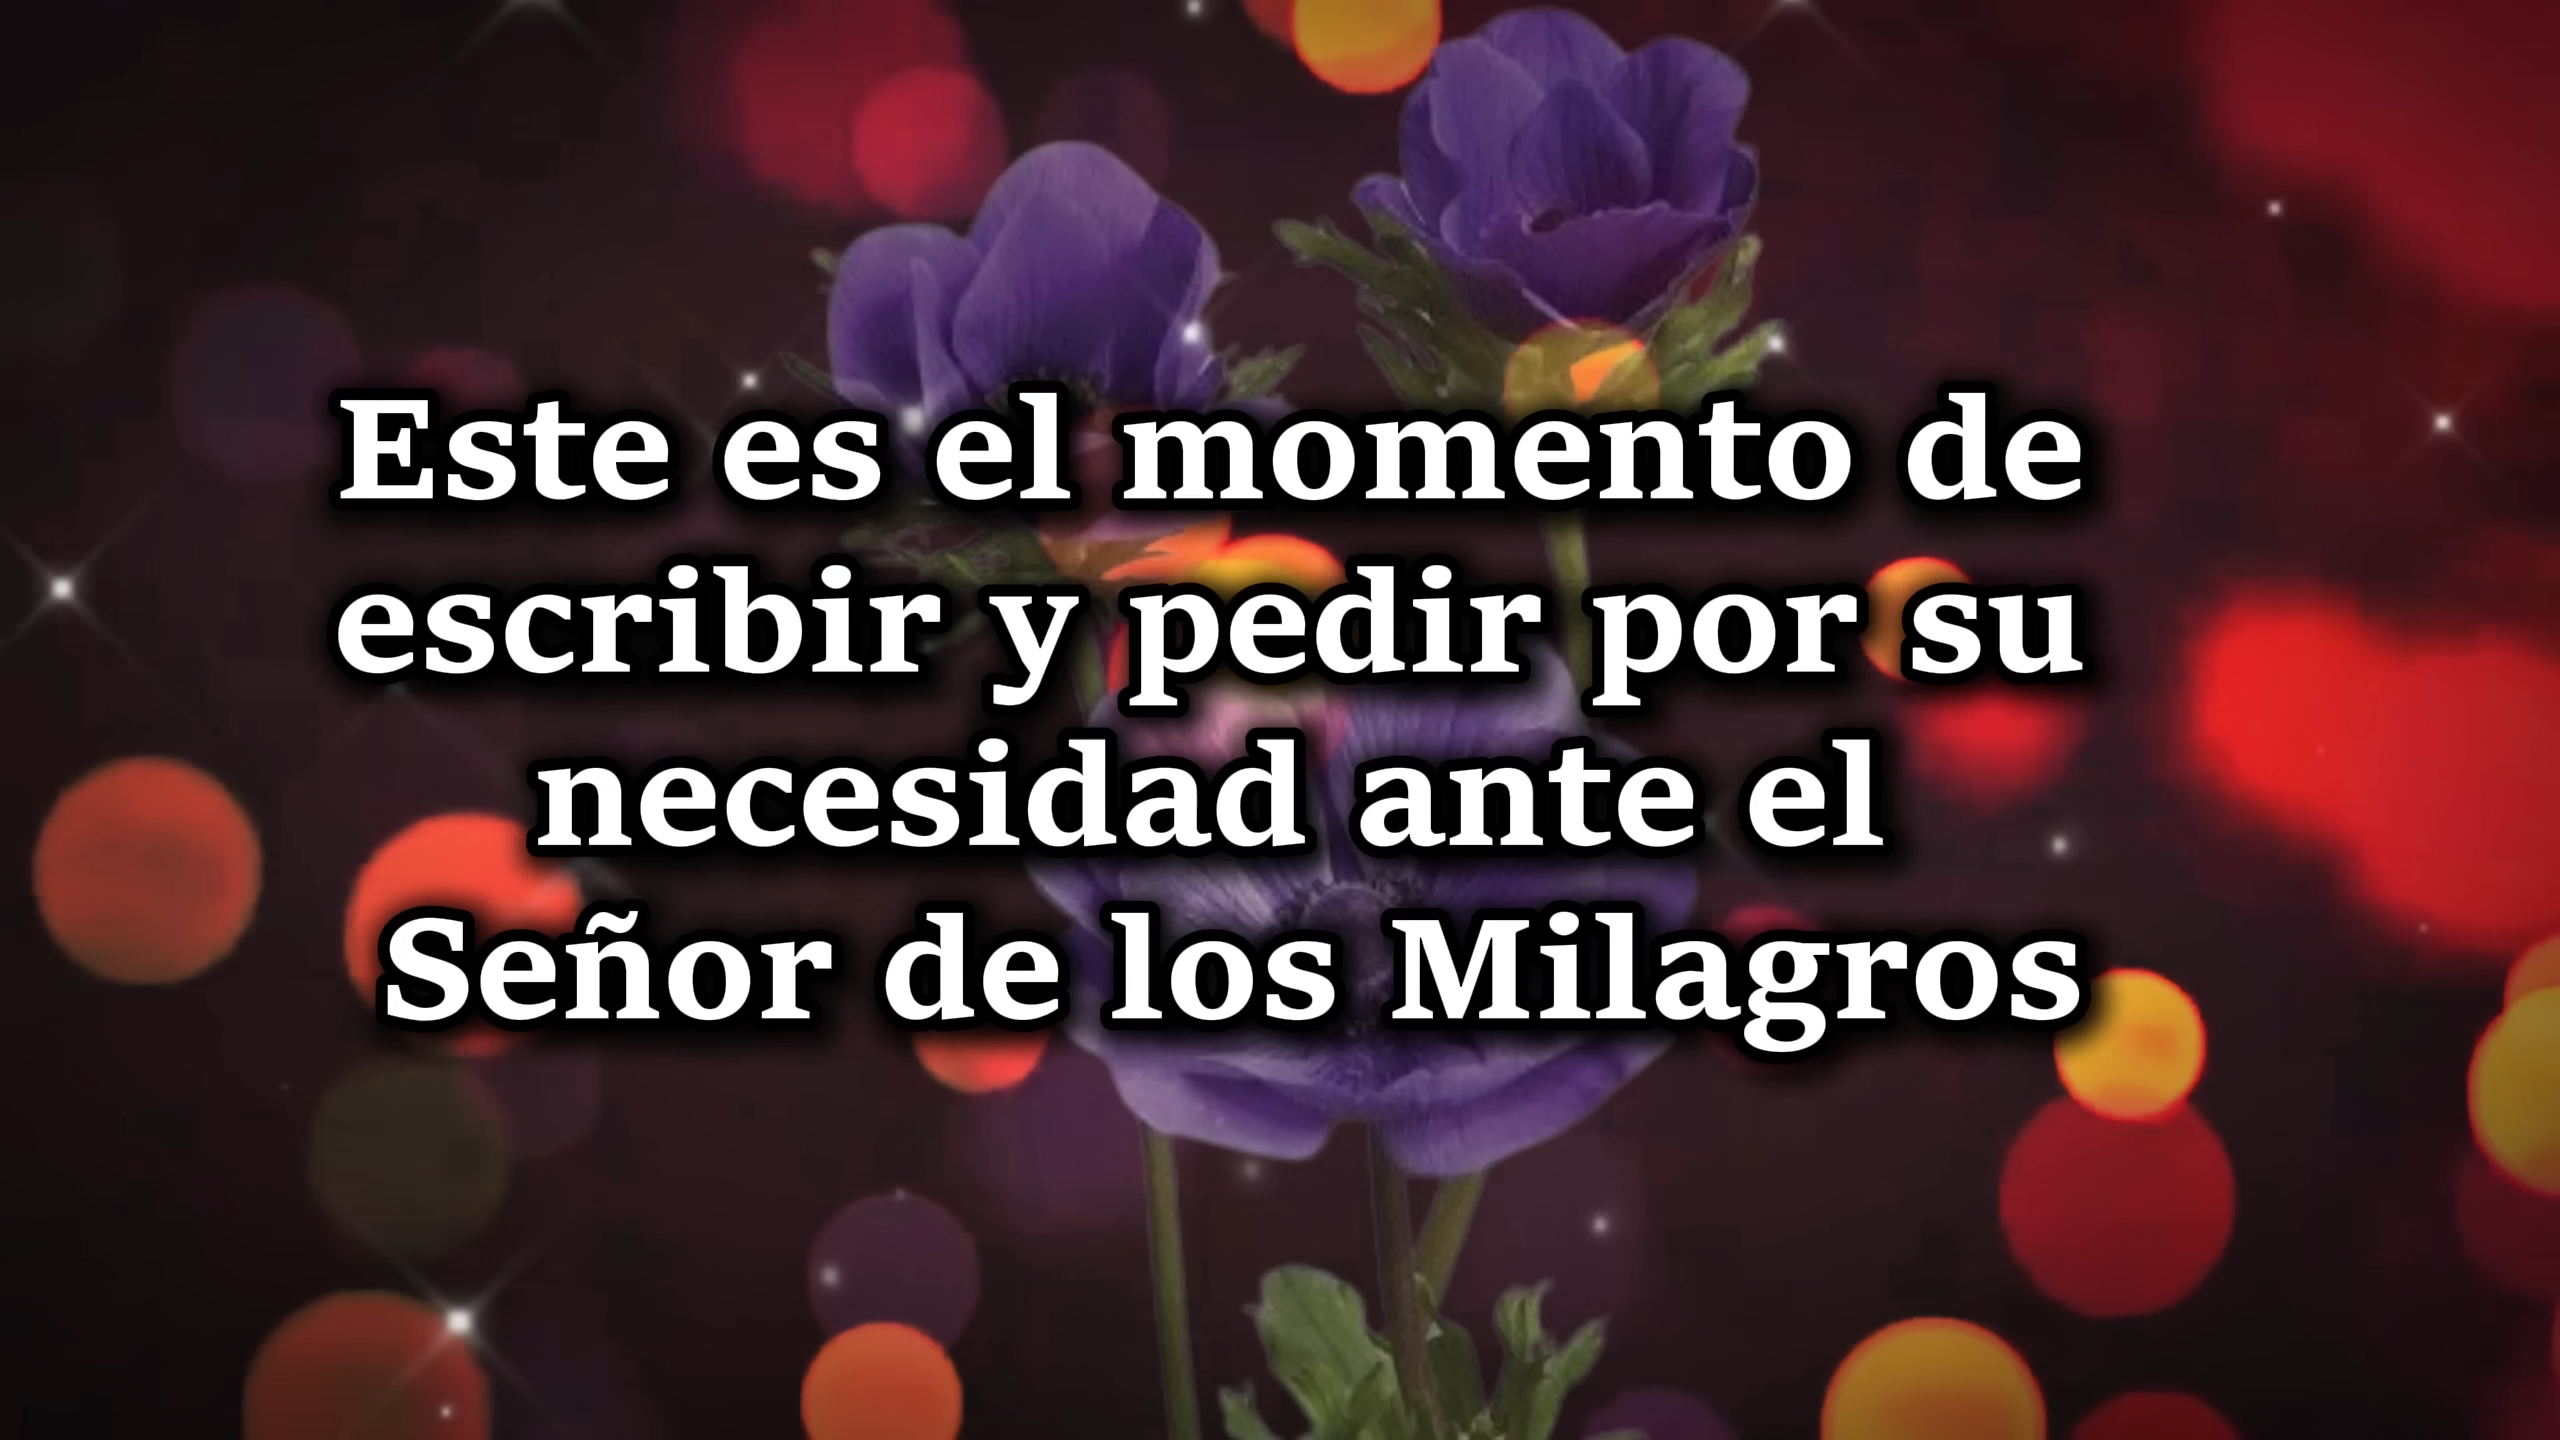 Este es el momento de
escribir y pedir por su
necesidad ante el
Señor de los Milagros